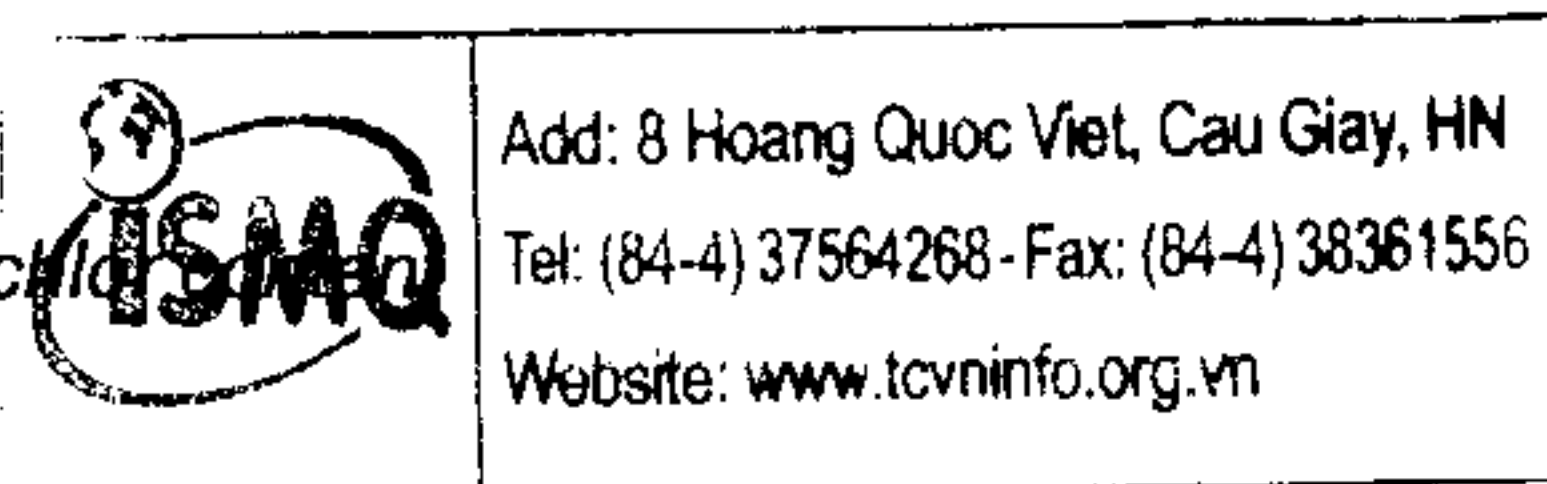 ISMQ
Add: 8 Hoang Quoc Viet, Cau Giay, HN
Tel: (84-4) 37564268 - Fax: (84-4) 38361556
Website: www.tcvninfo.org.vn